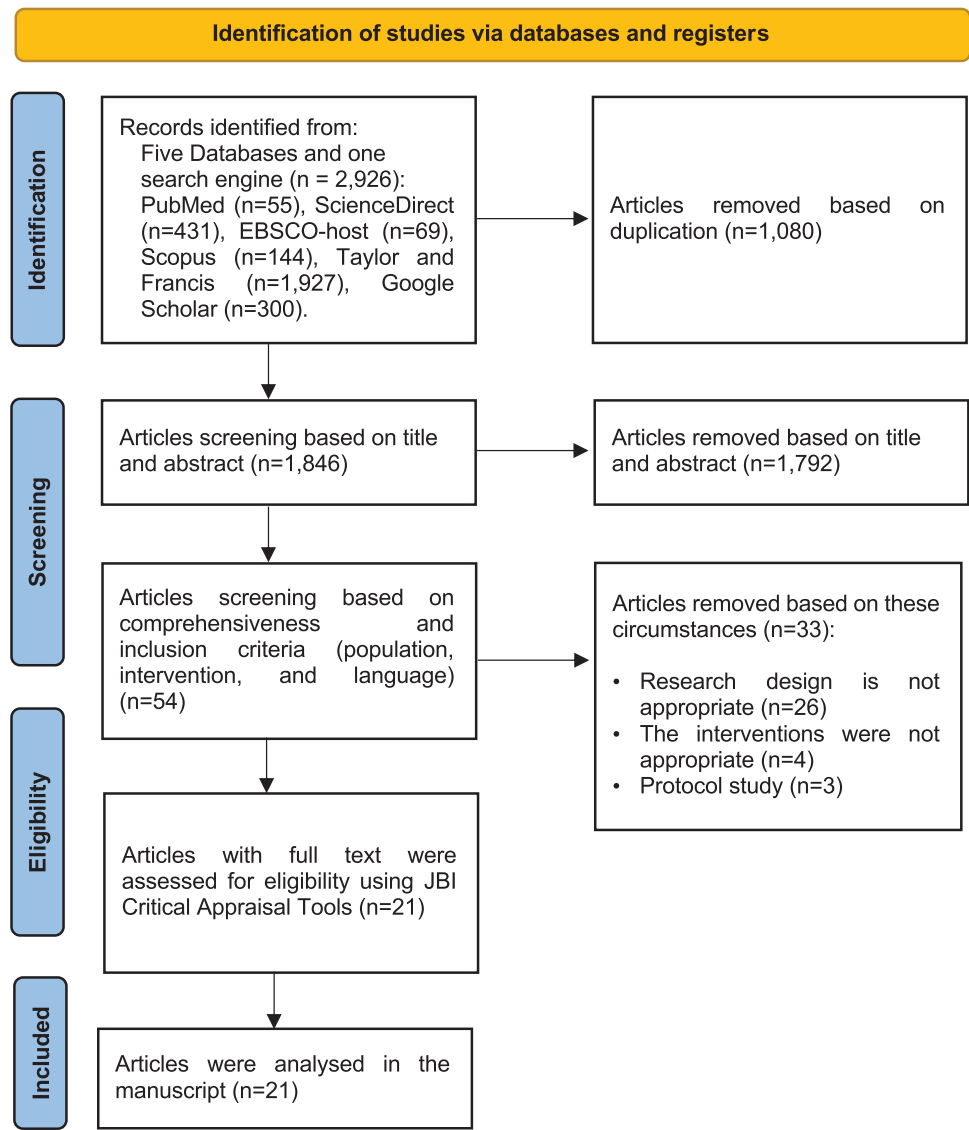 Identification of studies via databases and registers
Identification
Records identified from:
Five Databases and one
search engine (n = 2,926):
PubMed (n=55), ScienceDirect
(n=431), EBSCO-host (n=69),
Scopus (n=144), Taylor and
Francis (n=1,927), Google
Scholar (n=300).
Articles removed based on
duplication (n=1,080)
Screening
Articles screening based on title
and abstract (n=1,846)
Articles removed based on title
and abstract (n=1,792)
Articles screening based on
comprehensiveness and
inclusion criteria (population,
intervention, and language)
(n=54)
Articles removed based on these
circumstances (n=33):
• Research design is not
appropriate (n=26)
• The interventions were not
appropriate (n=4)
• Protocol study (n=3)
Eligibility
Articles with full text were
assessed for eligibility using JBI
Critical Appraisal Tools (n=21)
Included
Articles were analysed in the
manuscript (n=21)